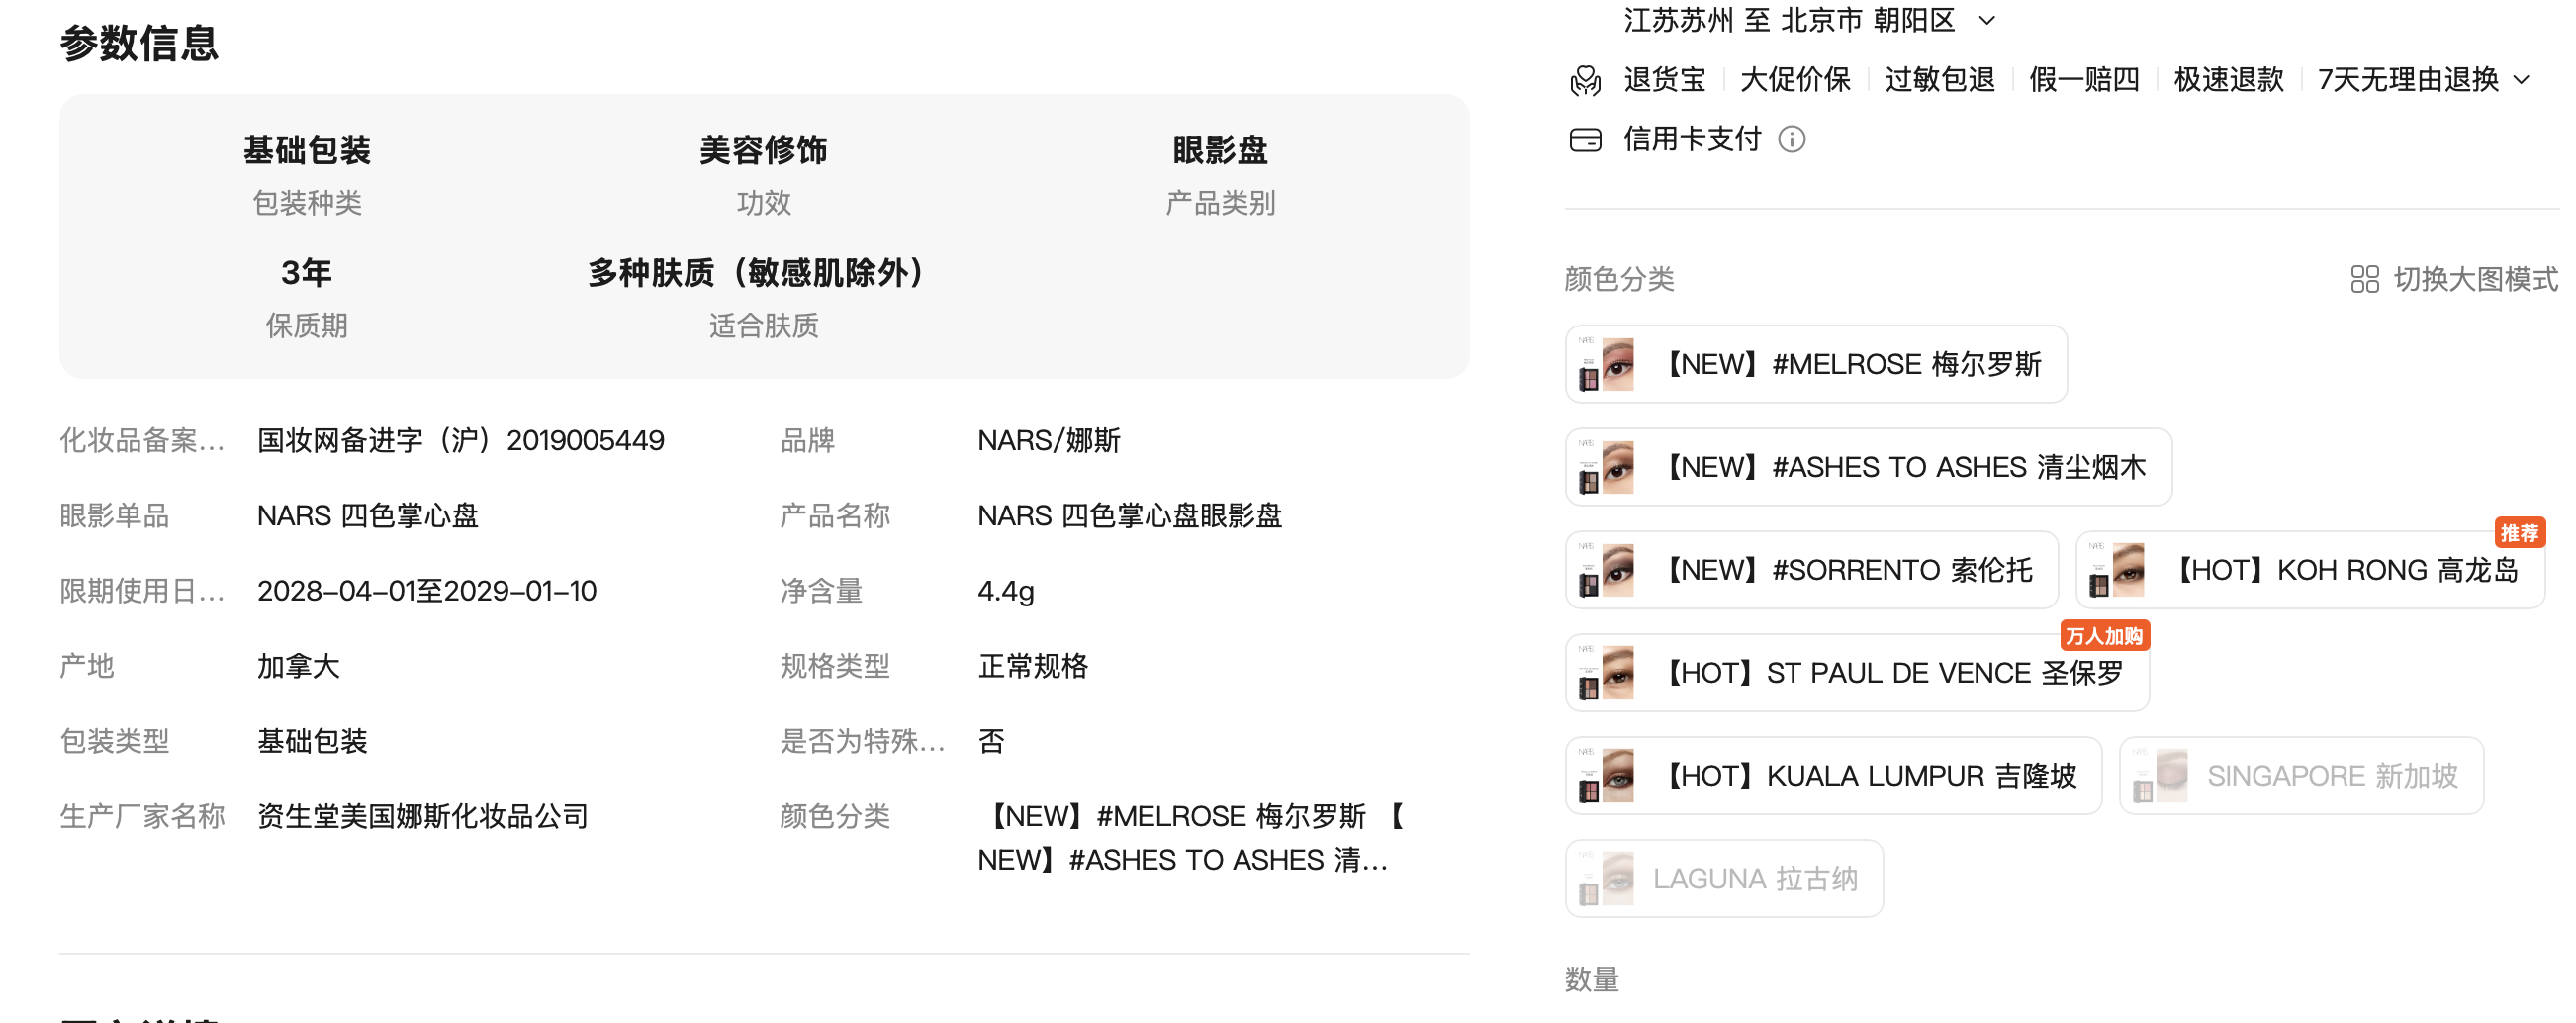 参数信息
基础包装
包装种类
美容修饰
功效
眼影盘
产品类别
3年
保质期
多种肤质（敏感肌除外）
适合肤质
化妆品备案...
国妆网备进字（沪）2019005449
品牌
NARS/娜斯
眼影单品
NARS 四色掌心盘
产品名称
NARS 四色掌心盘眼影盘
限期使用日...
2028-04-01至2029-01-10
净含量
4.4g
产地
加拿大
规格类型
正常规格
包装类型
基础包装
是否为特殊...
否
生产厂家名称
资生堂美国娜斯化妆品公司
颜色分类
【NEW】#MELROSE 梅尔罗斯 【
NEW】#ASHES TO ASHES 清...
江苏苏州 至 北京市 朝阳区
退货宝 大促价保 过敏包退 假一赔四 极速退款 7天无理由退换
信用卡支付
颜色分类
切换大图模式
【NEW】#MELROSE 梅尔罗斯
【NEW】#ASHES TO ASHES 清尘烟木
【NEW】#SORRENTO 索伦托
推荐
【HOT】KOH RONG 高龙岛
万人加购
【HOT】ST PAUL DE VENCE 圣保罗
【HOT】KUALA LUMPUR 吉隆坡
SINGAPORE 新加坡
LAGUNA 拉古纳
数量